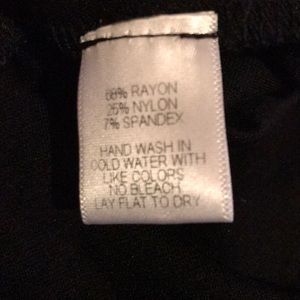 68% RAYON
25% NYLON
7% SPANDEX
HAND WASH IN
COLD WATER WITH
LIKE COLORS
NO BLEACH
LAY FLAT TO DRY